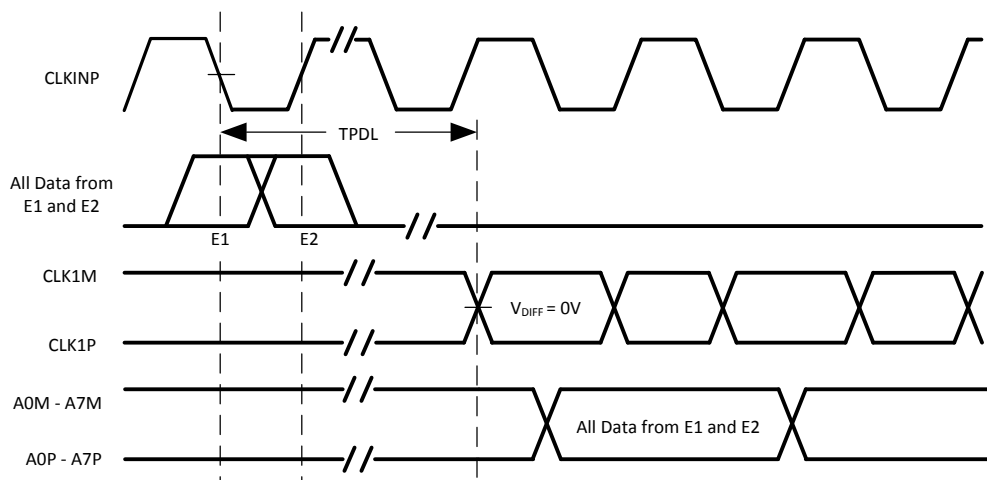 CLKINP
TPDL
All Data from
E1 and E2
E1
E2
CLK1M
VDIFF = 0V
CLK1P
A0M - A7M
All Data from E1 and E2
A0P - A7P